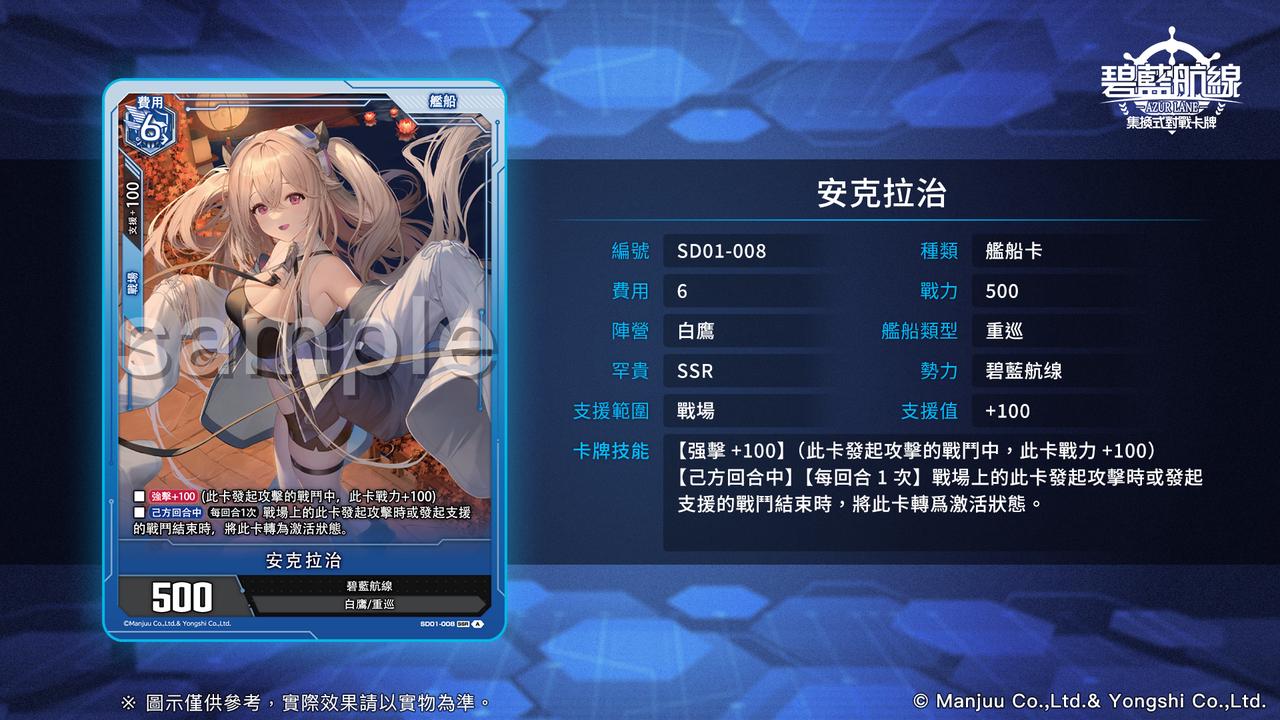 碧藍航線
AZUR LANE
集換式對戰卡牌
費用
6
艦船
支援+100
戰場
sample
■ 強擊+100 (此卡發起攻擊的戰鬥中, 此卡戰力+100)
■ 己方回合中 每回合1次 戰場上的此卡發起攻擊時或發起支援
的戰鬥結束時, 將此卡轉為激活狀態。
安克拉治
500
碧藍航線
白鷹/重巡
©Manjuu Co.,Ltd.& Yongshi Co.,Ltd.
SD01-008 SSR A
安克拉治
編號 SD01-008 種類 艦船卡
費用 6 戰力 500
陣營 白鷹 艦船類型 重巡
罕貴 SSR 勢力 碧藍航线
支援範圍 戰場 支援值 +100
卡牌技能 【强擊 +100】(此卡發起攻擊的戰鬥中，此卡戰力 +100)
【己方回合中】【每回合 1 次】戰場上的此卡發起攻擊時或發起
支援的戰鬥結束時，將此卡轉爲激活狀態。
※ 圖示僅供參考，實際效果請以實物為準。
© Manjuu Co.,Ltd.& Yongshi Co.,Ltd.